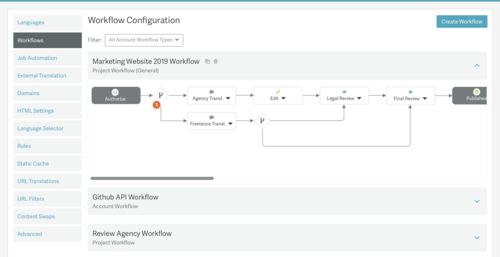 Languages
Workflows
Job Automation
External Translation
Domains
HTML Settings
Language Selector
Rules
Static Cache
URL Translations
URL Filters
Content Swaps
Advanced
Workflow Configuration
Create Workflow
Filter: All Account Workflow Types
Marketing Website 2019 Workflow
Project Workflow (General)
Authorize
1
Agency Transl.
Edit
Legal Review
Final Review
Published
Freelance Transl.
Github API Workflow
Account Workflow
Review Agency Workflow
Project Workflow